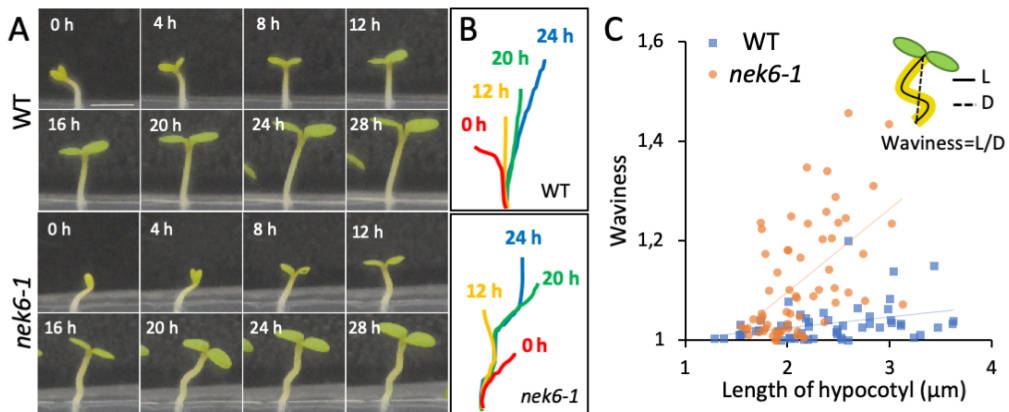 A
WT
0 h
4 h
8 h
12 h
16 h
20 h
24 h
28 h
nek6-1
0 h
4 h
8 h
12 h
16 h
20 h
24 h
28 h
B
24 h
20 h
12 h
0 h
WT
24 h
20 h
12 h
0 h
nek6-1
C
WT
nek6-1
L
D
Waviness=L/D
Waviness
1,6
1,4
1,2
1
1
2
3
4
Length of hypocotyl (μm)